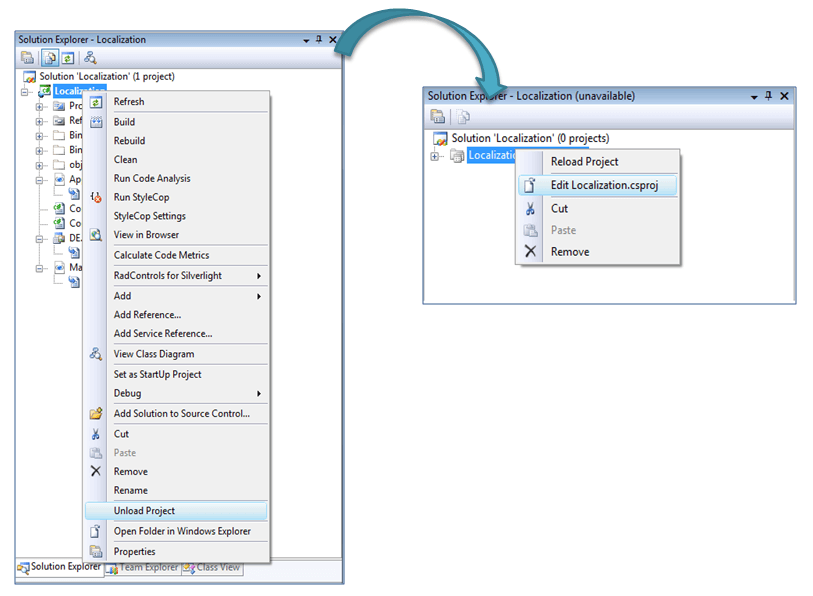 Solution Explorer - Localization
Solution 'Localization' (1 project)
Localization
Refresh
Build
Rebuild
Clean
Run Code Analysis
Run StyleCop
StyleCop Settings
View in Browser
Calculate Code Metrics
RadControls for Silverlight
Add
Add Reference...
Add Service Reference...
View Class Diagram
Set as StartUp Project
Debug
Add Solution to Source Control...
Cut
Paste
Remove
Rename
Unload Project
Open Folder in Windows Explorer
Properties
Pro
Ref
Bin
Bin
obj
Ap
Co
Co
DE.
Ma
Solution Explorer
Team Explorer
Class View
Solution Explorer - Localization (unavailable)
Solution 'Localization' (0 projects)
Localizatio
Reload Project
Edit Localization.csproj
Cut
Paste
Remove